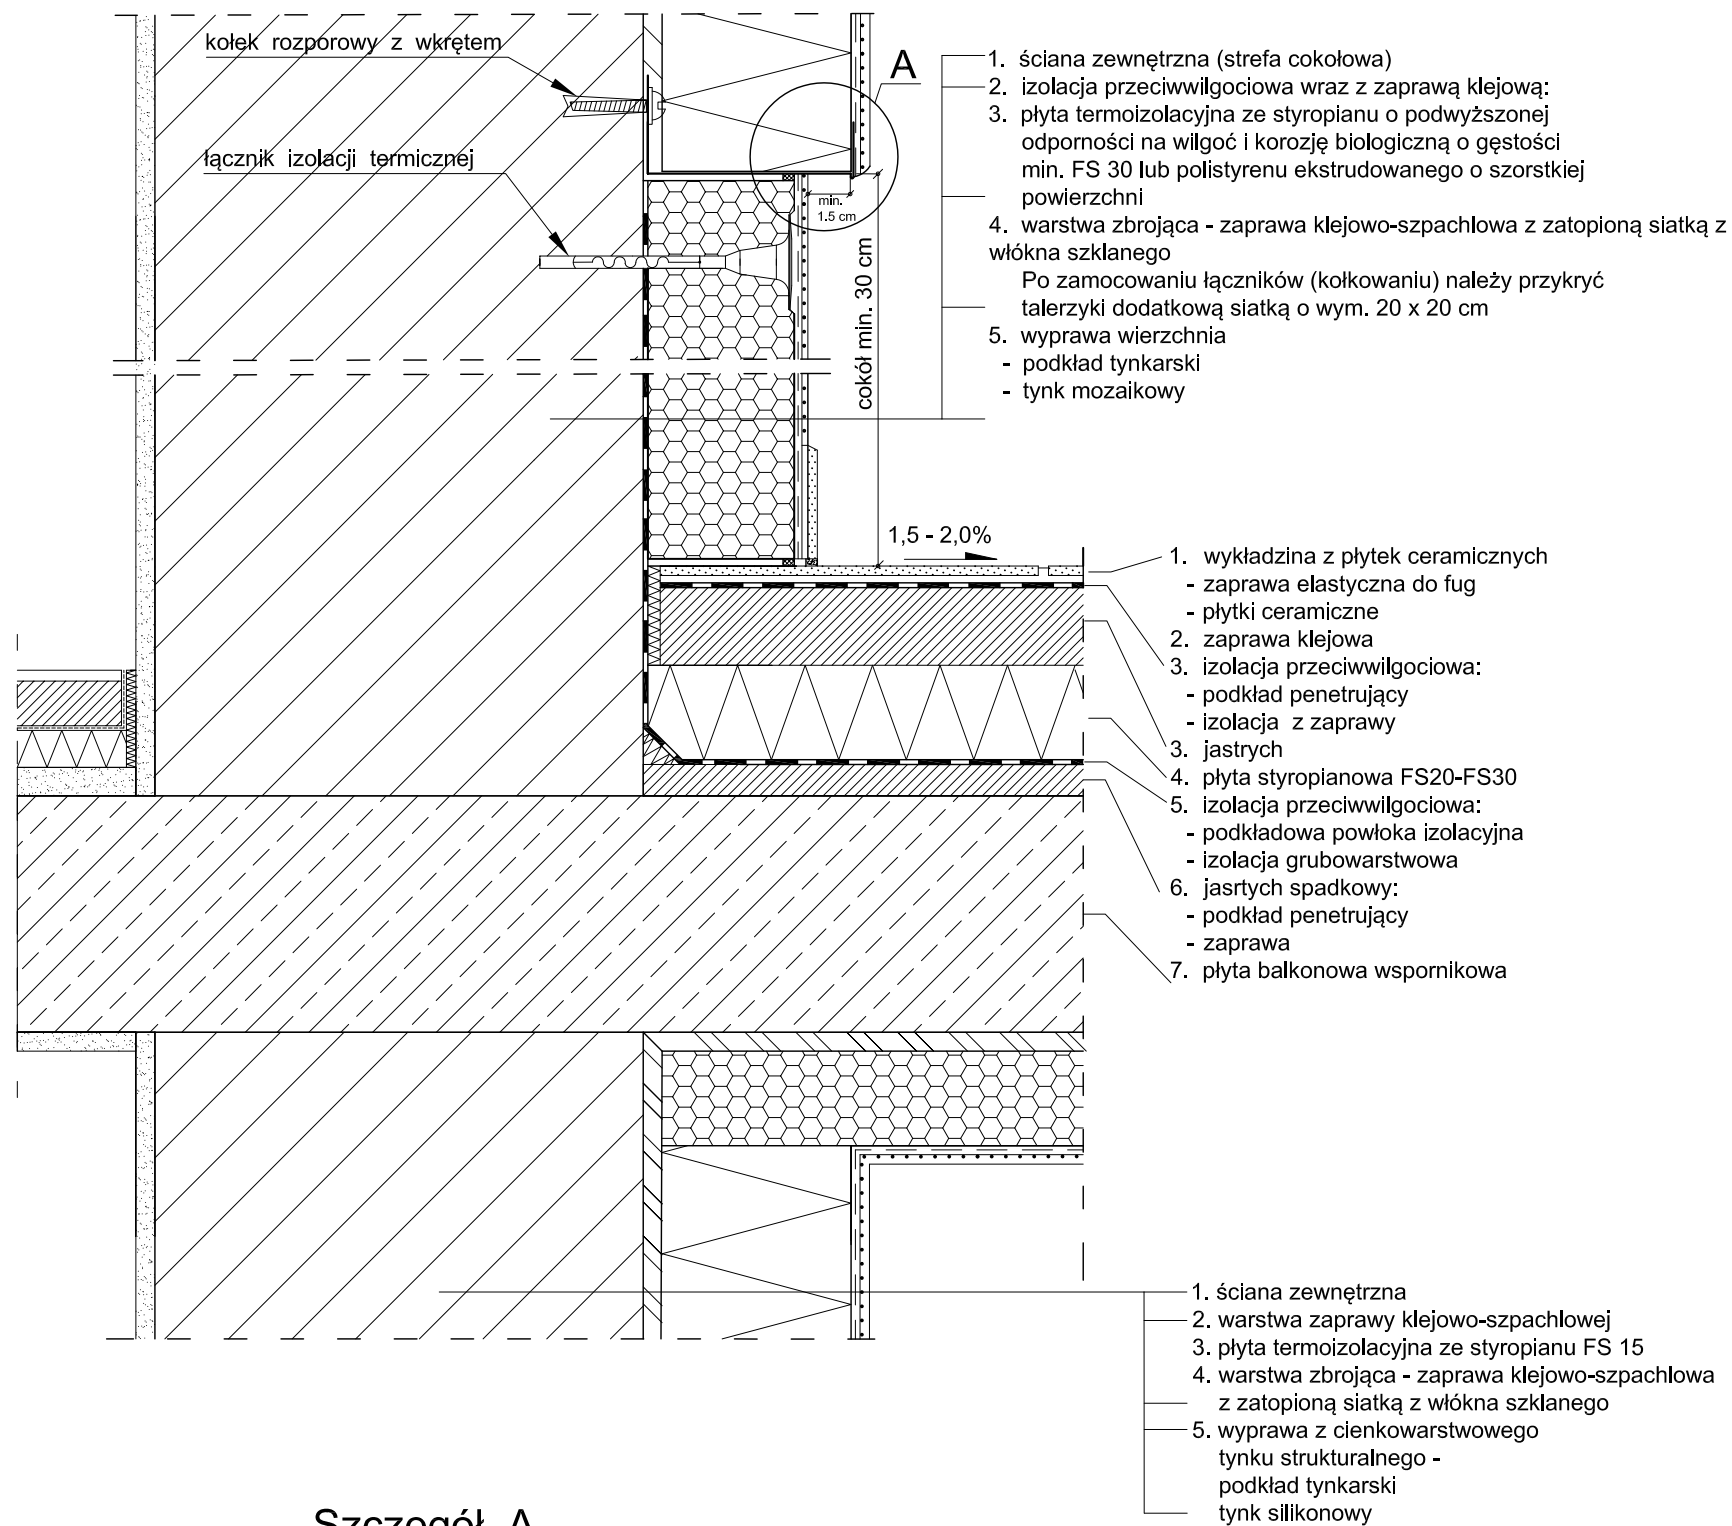 kołek rozporowy z wkrętem
łącznik izolacji termicznej
A
min.
1.5 cm
cokół min. 30 cm
1. ściana zewnętrzna (strefa cokołowa)
2. izolacja przeciwwilgociowa wraz z zaprawą klejową:
3. płyta termoizolacyjna ze styropianu o podwyższonej
odporności na wilgoć i korozję biologiczną o gęstości
min. FS 30 lub polistyrenu ekstrudowanego o szorstkiej
powierzchni
4. warstwa zbrojąca - zaprawa klejowo-szpachlowa z zatopioną siatką z
włókna szklanego
Po zamocowaniu łączników (kołkowaniu) należy przykryć
talerzyki dodatkową siatką o wym. 20 x 20 cm
5. wyprawa wierzchnia
- podkład tynkarski
- tynk mozaikowy
1,5 - 2,0%
1. wykładzina z płytek ceramicznych
- zaprawa elastyczna do fug
- płytki ceramiczne
2. zaprawa klejowa
3. izolacja przeciwwilgociowa:
- podkład penetrujący
- izolacja z zaprawy
3. jastrych
4. płyta styropianowa FS20-FS30
5. izolacja przeciwwilgociowa:
- podkładowa powłoka izolacyjna
- izolacja grubowarstwowa
6. jasrtych spadkowy:
- podkład penetrujący
- zaprawa
7. płyta balkonowa wspornikowa
1. ściana zewnętrzna
2. warstwa zaprawy klejowo-szpachlowej
3. płyta termoizolacyjna ze styropianu FS 15
4. warstwa zbrojąca - zaprawa klejowo-szpachlowa
z zatopioną siatką z włókna szklanego
5. wyprawa z cienkowarstwowego
tynku strukturalnego -
podkład tynkarski
tynk silikonowy
Szczegół A